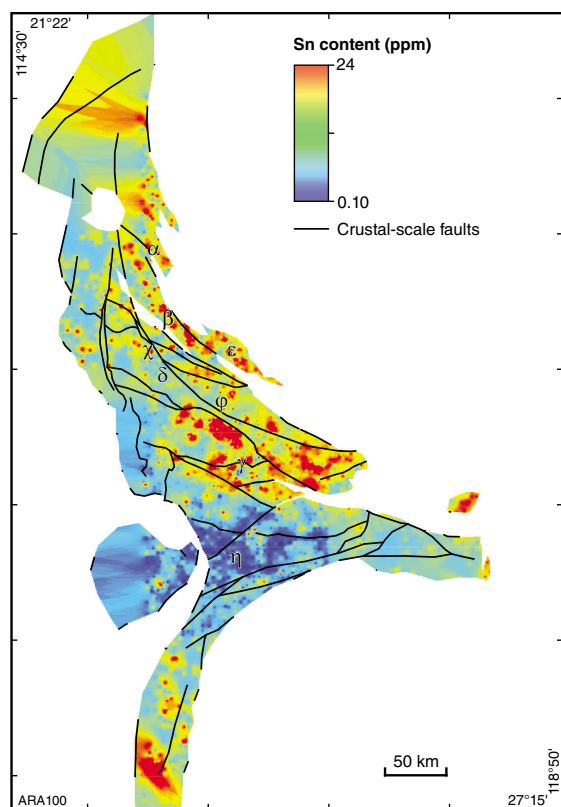 21°22'
114°30'
Sn content (ppm)
24
0.10
Crustal-scale faults
α
β
ε
χ
δ
φ
γ
η
50 km
ARA100
27°15'
118°50'